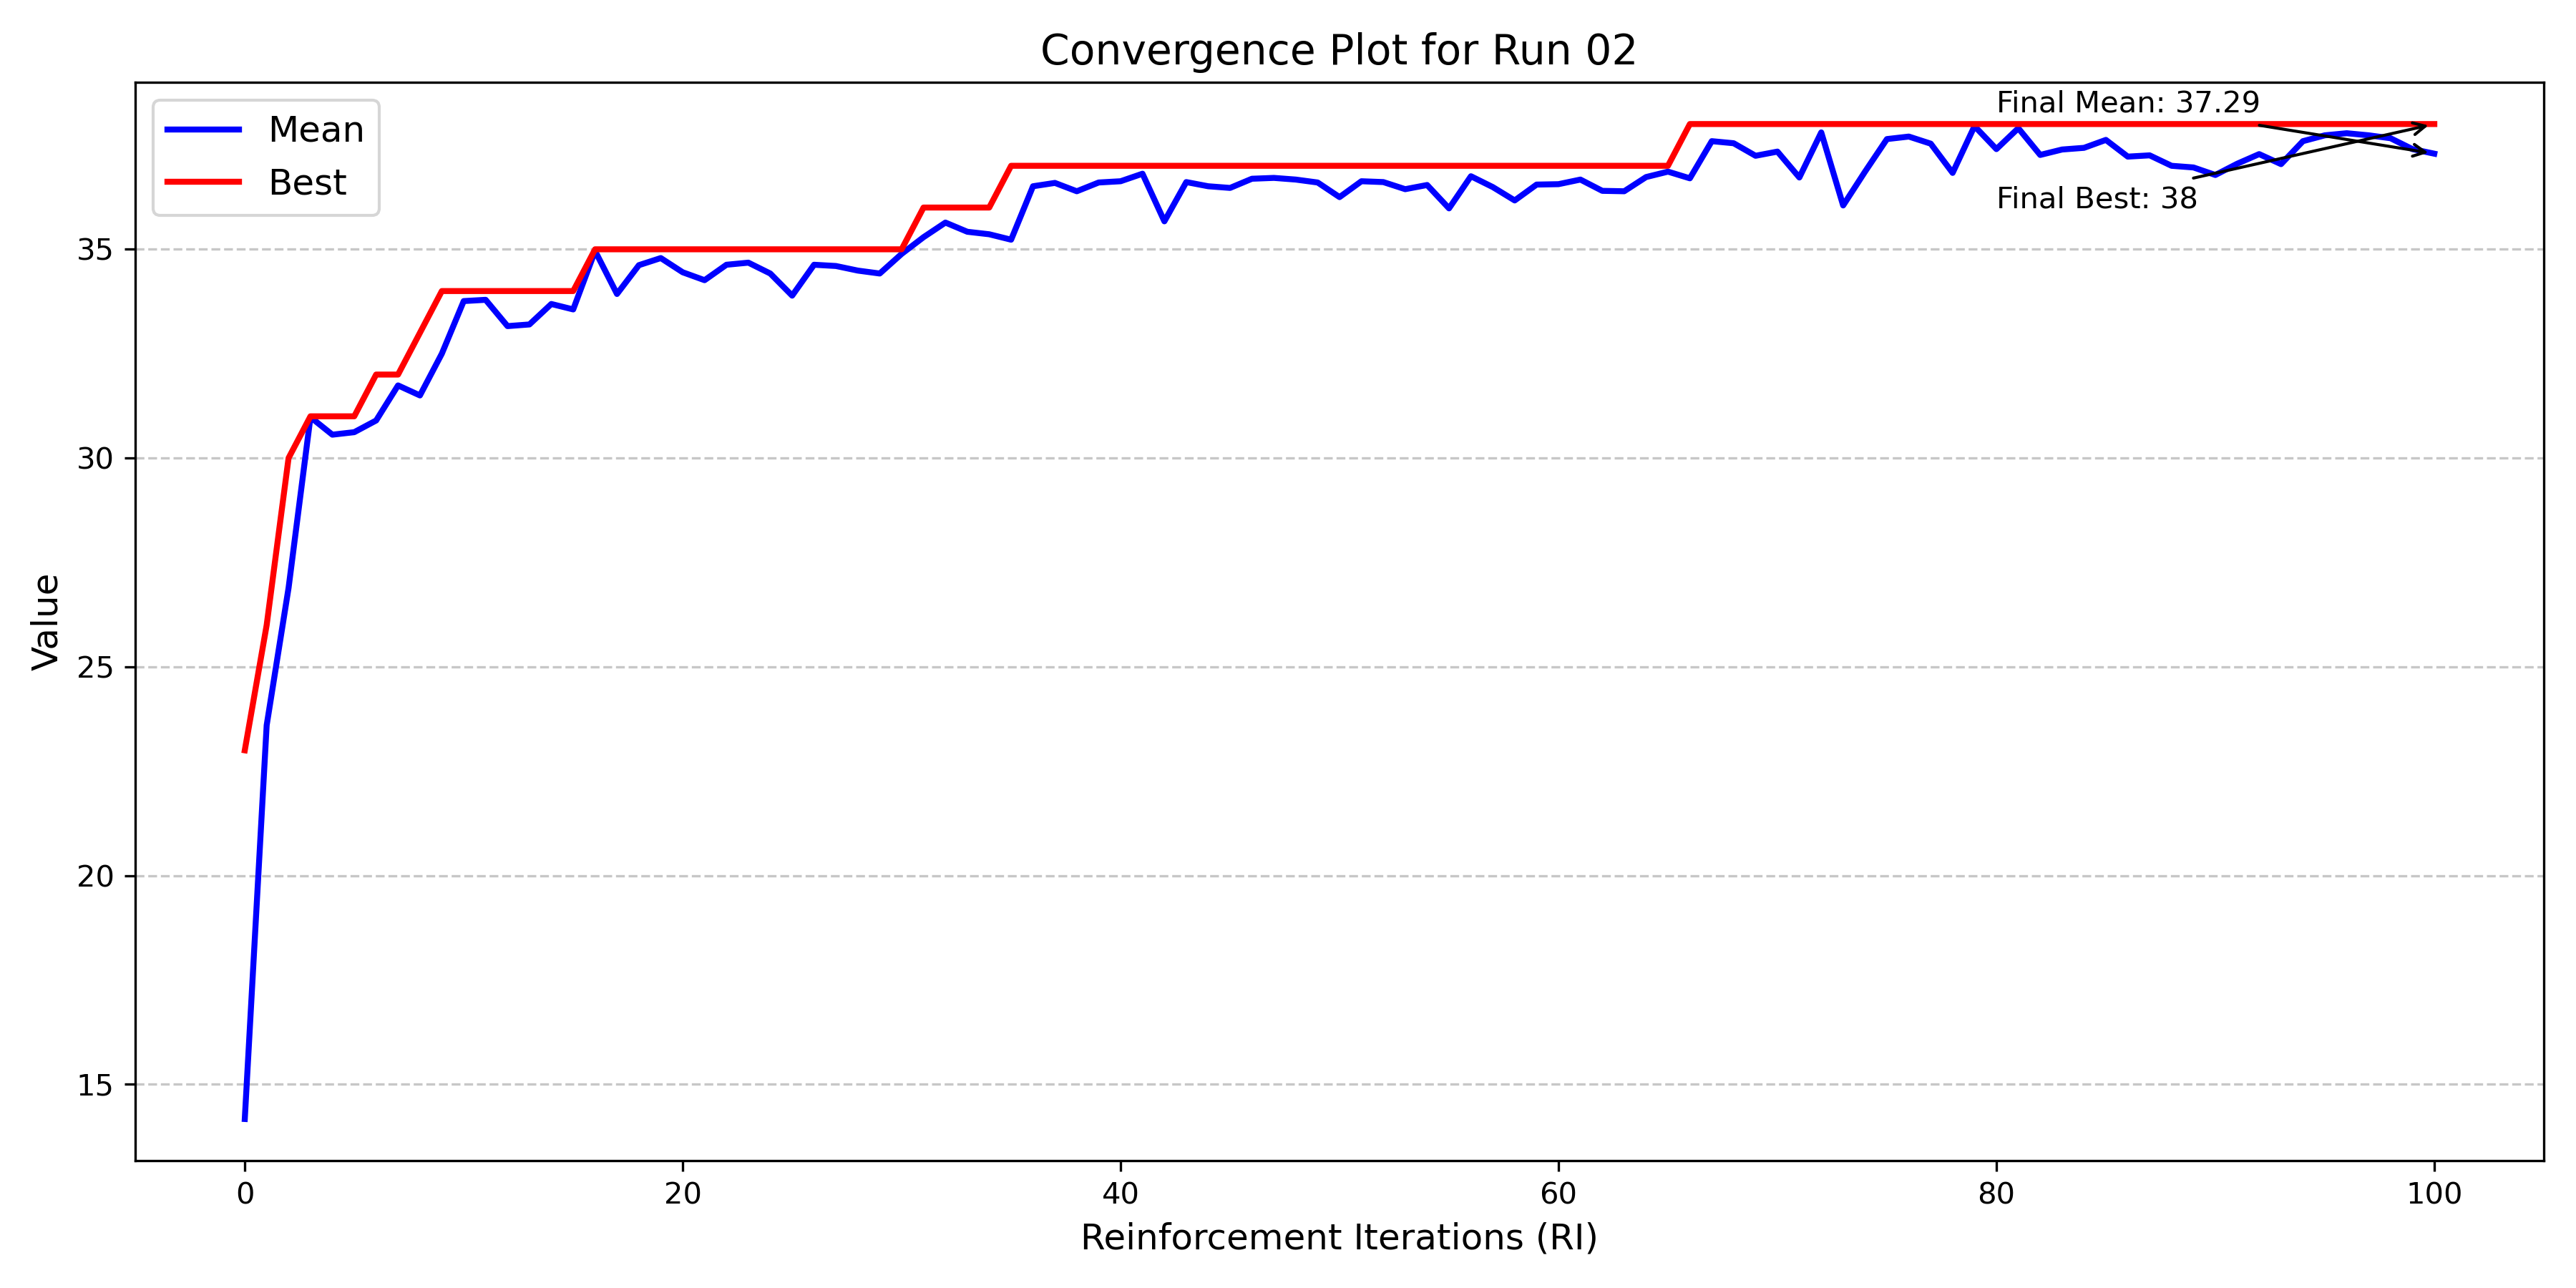 Convergence Plot for Run 02
Mean
Best
Final Mean: 37.29
Final Best: 38
Value
35
30
25
20
15
0
20
40
60
80
100
Reinforcement Iterations (RI)